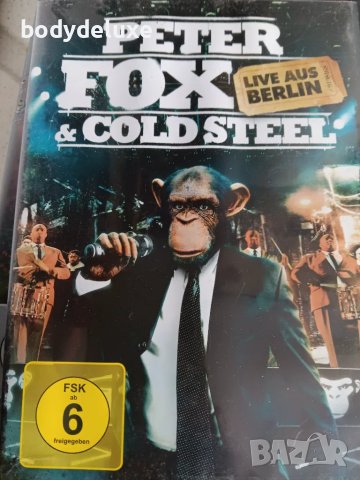 bodydeluxe
PETER
FOX
LIVE AUS
BERLIN
& COLD STEEL
FSK
ab
6
freigegeben
BAZAR